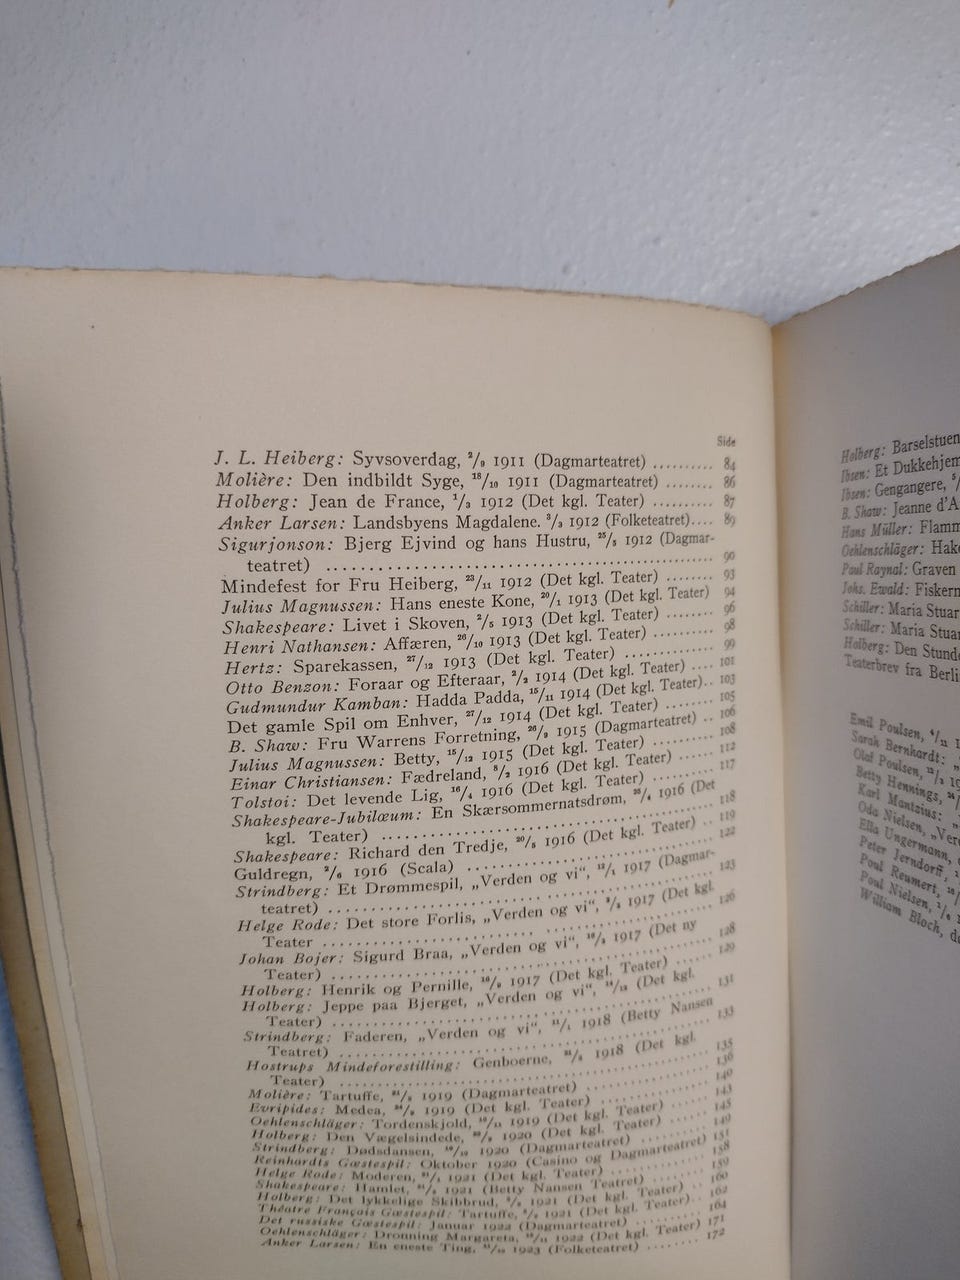 Side
J. L. Heiberg: Syvsoverdag, ²/₉ 1911 (Dagmarteatret) .......... 84
Molière: Den indbildt Syge, ¹⁸/₁₀ 1911 (Dagmarteatret) ........ 86
Holberg: Jean de France, ¹/₃ 1912 (Det kgl. Teater) .......... 87
Anker Larsen: Landsbyens Magdalene. ³/₃ 1912 (Folketeatret).... 89
Sigurjonson: Bjerg Ejvind og hans Hustru, ²⁵/₅ 1912 (Dagmar-
teatret) .......... 90
Mindefest for Fru Heiberg, ²³/₁₁ 1912 (Det kgl. Teater) ........ 93
Julius Magnussen: Hans eneste Kone, ²⁰/₁ 1913 (Det kgl. Teater) 94
Shakespeare: Livet i Skoven, ²/₅ 1913 (Det kgl. Teater) ........ 96
Henri Nathansen: Affæren, ²⁶/₁₀ 1913 (Det kgl. Teater) .......... 98
Hertz: Sparekassen, ²⁷/₁₂ 1913 (Det kgl. Teater) .............. 99
Otto Benzon: Foraar og Efteraar, 1914 (Det kgl. Teater) .... 101
Gudmundur Kamban: Hadda Padda, ¹⁵/₁₁ 1914 (Det kgl. Teater).. 103
Det gamle Spil om Enhver, ²⁷/₁₂ 1914 (Det kgl. Teater) ........ 105
B. Shaw: Fru Warrens Forretning, ²⁶/₉ 1915 (Dagmarteatret) .. 106
Julius Magnussen: Betty, ¹⁵/₁₂ 1915 (Det kgl. Teater) .......... 108
Einar Christiansen: Fædreland, 1916 (Det kgl. Teater) ...... 112
Tolstoi: Det levende Lig, ¹⁶/₄ 1916 (Det kgl. Teater) .......... 117
Shakespeare-Jubilæum: En Skærsommernatsdrøm, 1916 (Det
kgl. Teater) .......... 118
Shakespeare: Richard den Tredje, 1916 (Det kgl. Teater) .. 119
Guldregn, ²/₆ 1916 (Scala) .......... 122
Strindberg: Et Drømmespil, „Verden og vi“, 1917 (Dagmar-
teatret) .......... 123
Helge Rode: Det store Forlis, „Verden og vi“, 1917 (Det kgl.
Teater .......... 126
Johan Bojer: Sigurd Braa, „Verden og vi“, 1917 (Det ny
Teater) .......... 128
Holberg: Henrik og Pernille, 1917 (Det kgl. Teater) ...... 129
Holberg: Jeppe paa Bjerget, „Verden og vi“, (Det kgl.
Teater) .......... 131
Strindberg: Faderen, „Verden og vi“, 1918 (Betty Nansen
Teatret) .......... 133
Hostrups Mindeforestilling: Genboerne, 1918 (Det kgl.
Teater) .......... 135
Molière: Tartuffe, 1919 (Dagmarteatret) .......... 136
Evripides: Medea, 1919 (Det kgl. Teater) .......... 140
Oehlenschläger: Tordenskjold, 1919 (Det kgl. Teater) ...... 143
Holberg: Den Vægelsindede, 1920 (Det kgl. Teater) ...... 145
Strindberg: Dødsdansen, 1920 (Dagmarteatret) .......... 149
Reinhardts Gæstespil: Oktober 1920 (Casino og Dagmarteatret) 151
Helge Rode: Moderen, 1921 (Det kgl. Teater) .......... 158
Shakespeare: Hamlet, 1921 (Betty Nansen Teatret) ...... 159
Holberg: Det lykkelige Skibbrud, 1921 (Det kgl. Teater) .... 160
Théatre François Gæstespil: Tartuffe, 1921 (Det kgl. Teater).. 162
Det russiske Gæstespil: Januar 1922 (Dagmarteatret) ........ 164
Oehlenschläger: Dronning Margareta, 1922 (Det kgl. Teater) 171
Anker Larsen: En eneste Ting, 1923 (Folketeatret) ........ 172
Holberg: Barselstuen
Ibsen: Et Dukkehjem
Ibsen: Gengangere,
B. Shaw: Jeanne d'A
Hans Müller: Flamm
Oehlenschläger: Hak
Paul Raynal: Graven
Johs. Ewald: Fiskern
Schiller: Maria Stuar
Schiller: Maria Stua
Holberg: Den Stund
Teaterbrev fra Berli
Emil Poulsen,
Sarah Bernhardt: „
Olaf Poulsen,
Betty Hennings,
Karl Mantzius: „
Oda Nielsen, „Ver
Ella Ungermann,
Peter Jerndorff,
Poul Reumert,
Poul Nielsen,
William Bloch, d